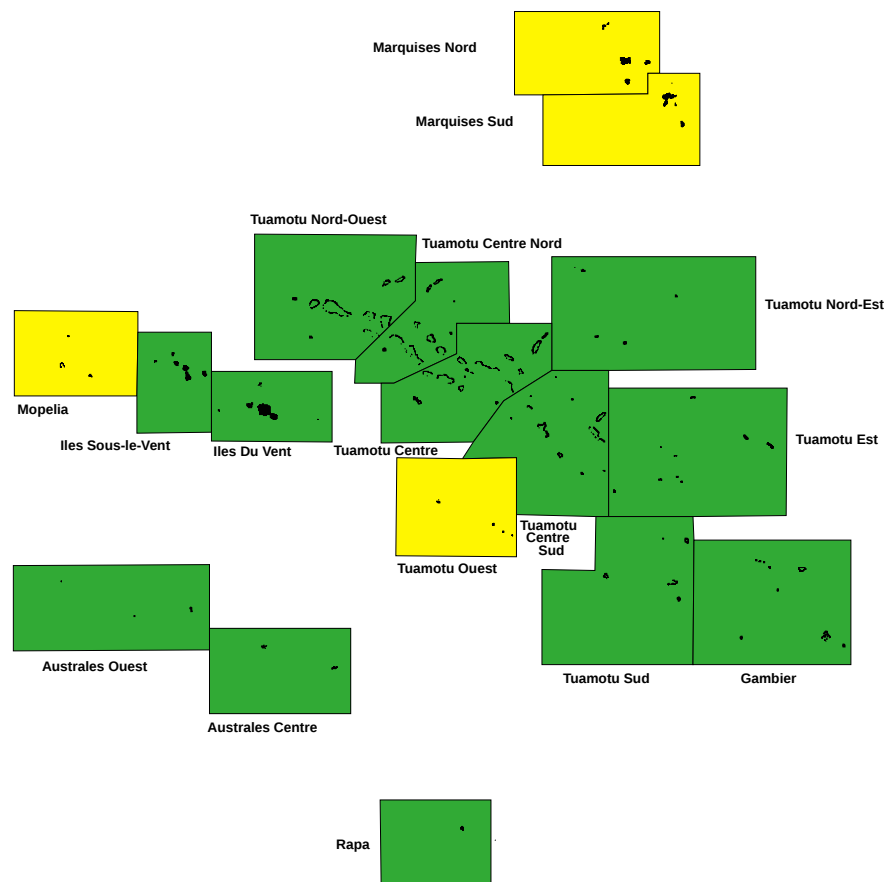 Marquises Nord
Marquises Sud
Tuamotu Nord-Ouest
Tuamotu Centre Nord
Tuamotu Nord-Est
Mopelia
Iles Sous-le-Vent
Iles Du Vent
Tuamotu Centre
Tuamotu Est
Tuamotu
Centre
Sud
Tuamotu Ouest
Australes Ouest
Tuamotu Sud
Gambier
Australes Centre
Rapa